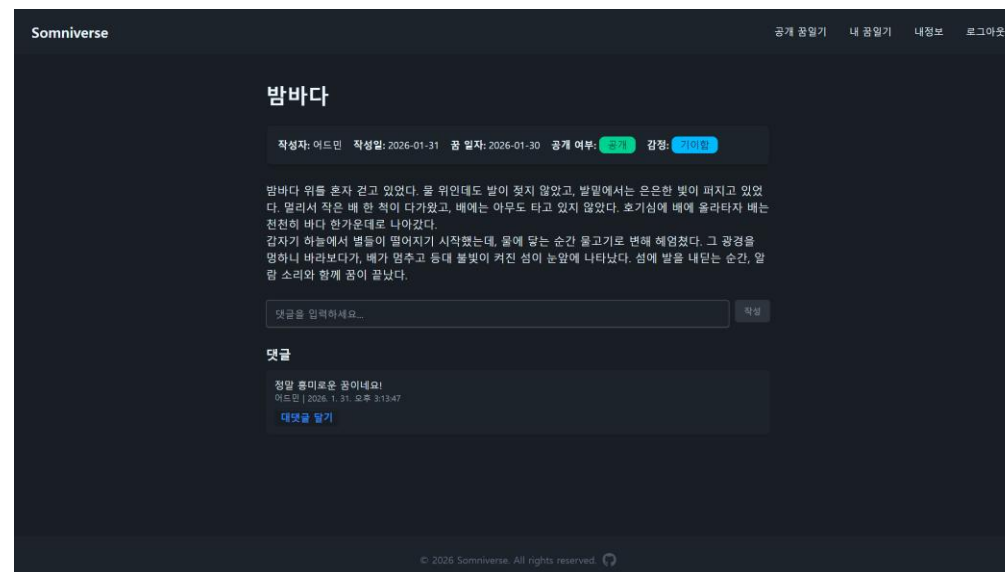 Somniverse
공개 꿈일기 내 꿈일기 내정보 로그아웃
밤바다
작성자: 어드민 작성일: 2026-01-31 꿈 일자: 2026-01-30 공개 여부: 공개 감정: 기이함
밤바다 위를 혼자 걷고 있었다. 물 위인데도 발이 젖지 않았고, 발밑에서는 은은한 빛이 퍼지고 있었
다. 멀리서 작은 배 한 척이 다가왔고, 배에는 아무도 타고 있지 않았다. 호기심에 배에 올라타자 배는
천천히 바다 한가운데로 나아갔다.
갑자기 하늘에서 별들이 떨어지기 시작했는데, 물에 닿는 순간 물고기로 변해 헤엄쳤다. 그 광경을
멍하니 바라보다가, 배가 멈추고 등대 불빛이 켜진 섬이 눈앞에 나타났다. 섬에 발을 내딛는 순간, 알
람 소리와 함께 꿈이 끝났다.
댓글을 입력하세요...
작성
댓글
정말 흥미로운 꿈이네요!
어드민 | 2026. 1. 31. 오후 3:13:47
대댓글 달기
© 2026 Somniverse. All rights reserved.